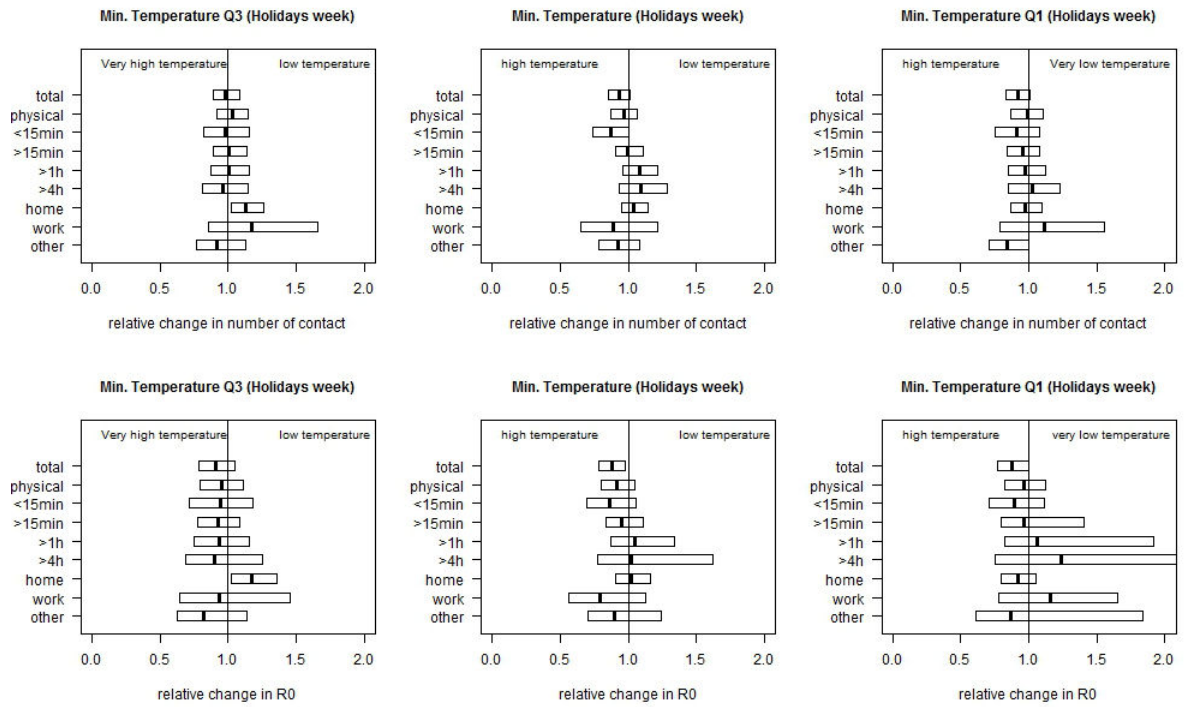 Min. Temperature Q3 (Holidays week)
Very high temperature
low temperature
total
physical
<15min
>15min
>1h
>4h
home
work
other
0.0 0.5 1.0 1.5 2.0
relative change in number of contact
Min. Temperature (Holidays week)
high temperature
low temperature
total
physical
<15min
>15min
>1h
>4h
home
work
other
0.0 0.5 1.0 1.5 2.0
relative change in number of contact
Min. Temperature Q1 (Holidays week)
high temperature
Very low temperature
total
physical
<15min
>15min
>1h
>4h
home
work
other
0.0 0.5 1.0 1.5 2.0
relative change in number of contact
Min. Temperature Q3 (Holidays week)
Very high temperature
low temperature
total
physical
<15min
>15min
>1h
>4h
home
work
other
0.0 0.5 1.0 1.5 2.0
relative change in R0
Min. Temperature (Holidays week)
high temperature
low temperature
total
physical
<15min
>15min
>1h
>4h
home
work
other
0.0 0.5 1.0 1.5 2.0
relative change in R0
Min. Temperature Q1 (Holidays week)
high temperature
very low temperature
total
physical
<15min
>15min
>1h
>4h
home
work
other
0.0 0.5 1.0 1.5 2.0
relative change in R0